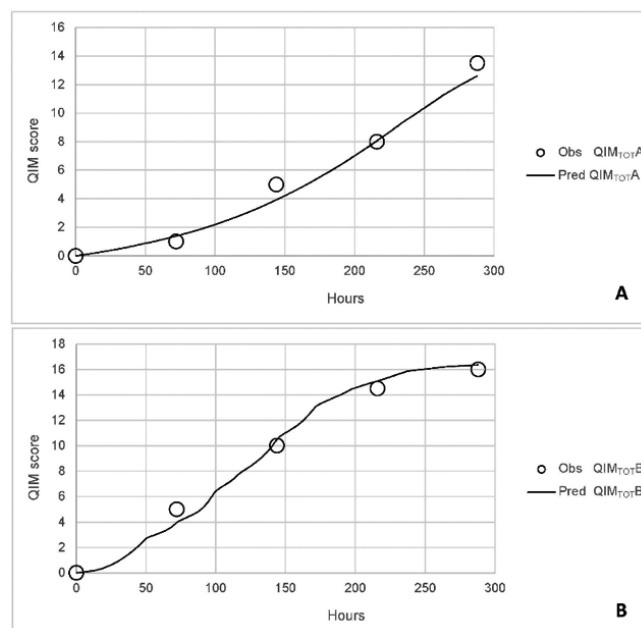 16
14
12
10
8
6
4
2
0
QIM score
0 50 100 150 200 250 300
Hours
Obs QIMTOTA
Pred QIMTOTA
A
18
16
14
12
10
8
6
4
2
0
QIM score
0 50 100 150 200 250 300
Hours
Obs QIMTOTB
Pred QIMTOTB
B